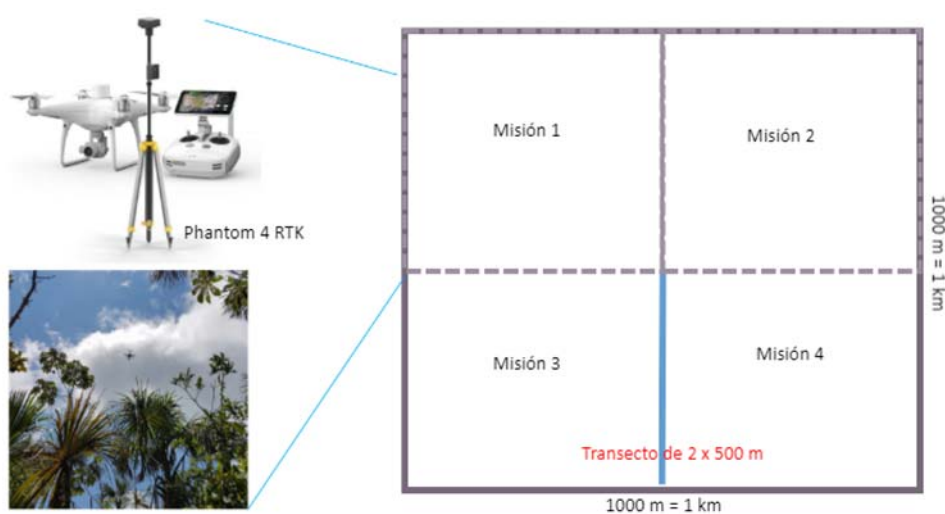 Misión 1
Misión 2
Phantom 4 RTK
1000 m = 1 km
Misión 3
Misión 4
Transecto de 2 x 500 m
1000 m = 1 km